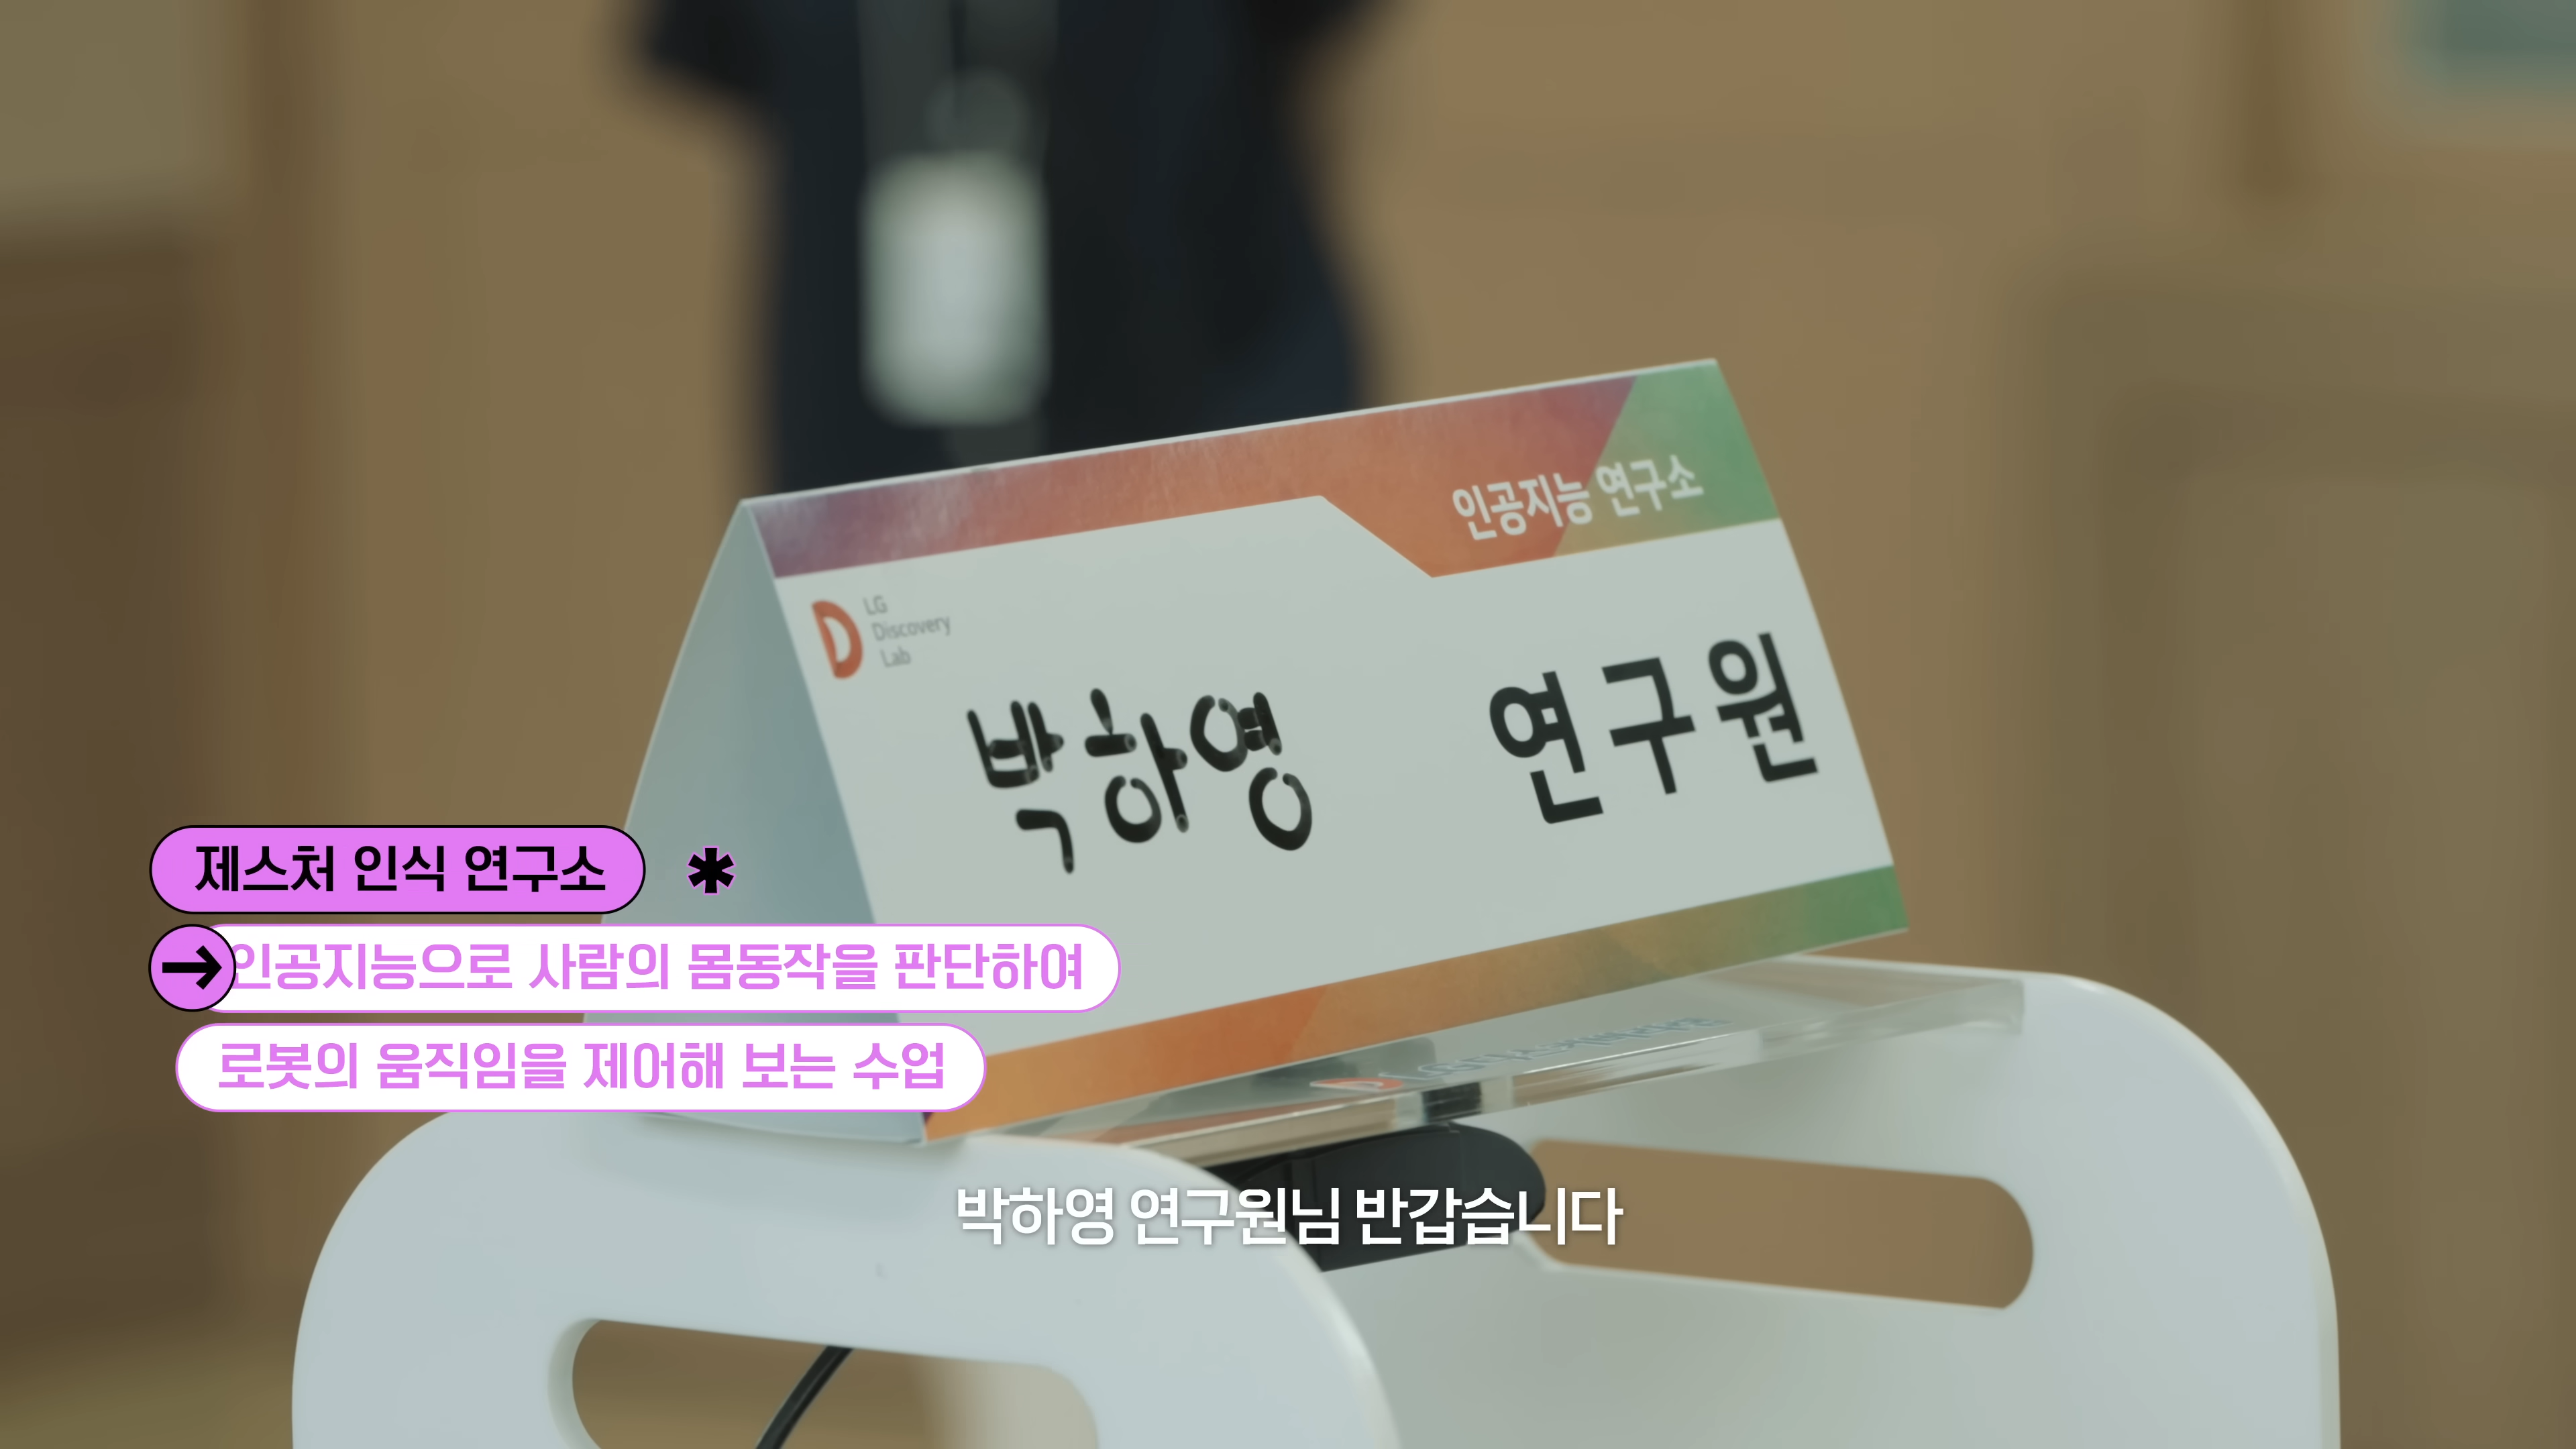 인공지능 연구소
LG
Discovery
Lab
박하영 연구원
제스처 인식 연구소 *
→ 인공지능으로 사람의 몸동작을 판단하여
로봇의 움직임을 제어해 보는 수업
박하영 연구원님 반갑습니다